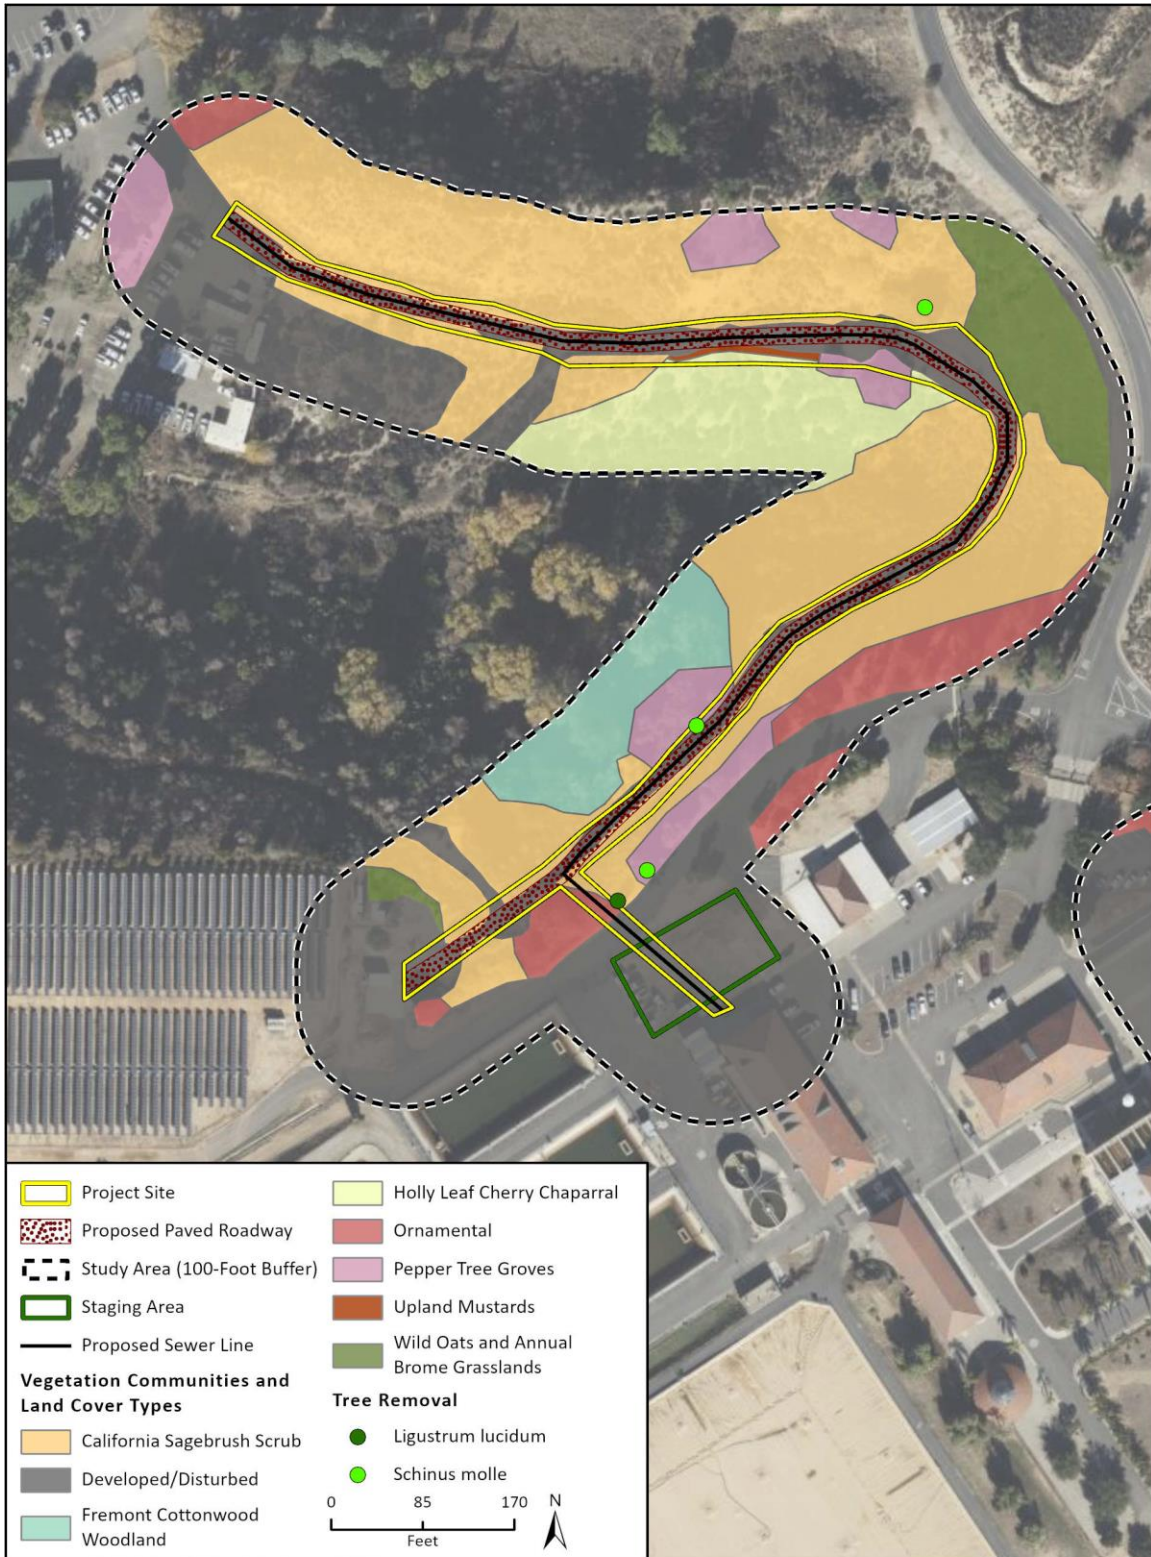 Project Site
Proposed Paved Roadway
Study Area (100-Foot Buffer)
Staging Area
Proposed Sewer Line
Vegetation Communities and
Land Cover Types
California Sagebrush Scrub
Developed/Disturbed
Fremont Cottonwood
Woodland
Holly Leaf Cherry Chaparral
Ornamental
Pepper Tree Groves
Upland Mustards
Wild Oats and Annual
Brome Grasslands
Tree Removal
Ligustrum lucidum
Schinus molle
0 85 170 N
Feet